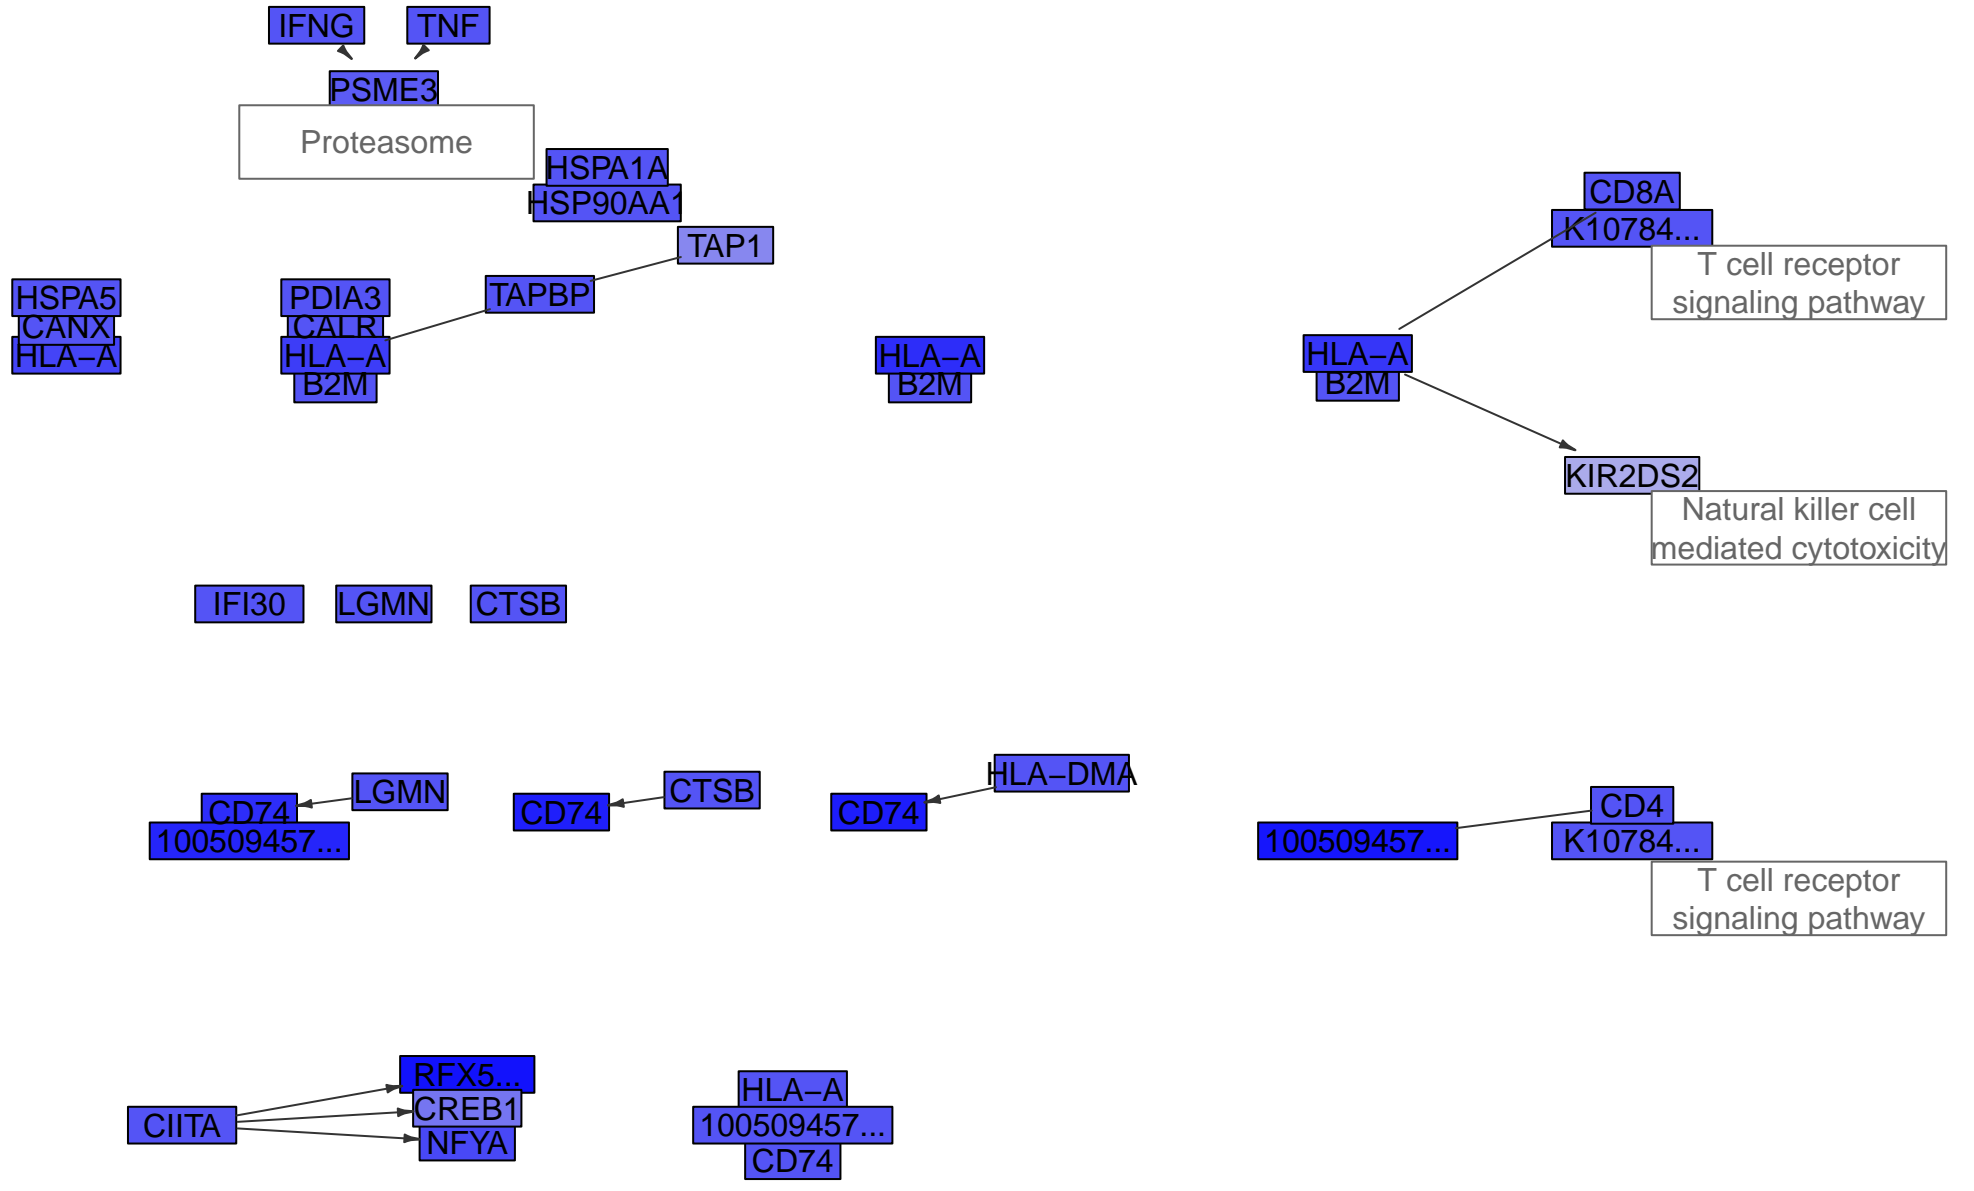 IFNG
TNF
PSME3
Proteasome
HSPA1A
HSP90AA1
TAP1
TAPBP
HSPA5
CANX
HLA−A
PDIA3
CALR
HLA−A
B2M
HLA−A
B2M
CD8A
K10784...
T cell receptor
signaling pathway
HLA−A
B2M
KIR2DS2
Natural killer cell
mediated cytotoxicity
IFI30
LGMN
CTSB
CD74
100509457...
LGMN
CD74
CTSB
CD74
HLA−DMA
100509457...
CD4
K10784...
T cell receptor
signaling pathway
CIITA
RFX5...
CREB1
NFYA
HLA−A
100509457...
CD74